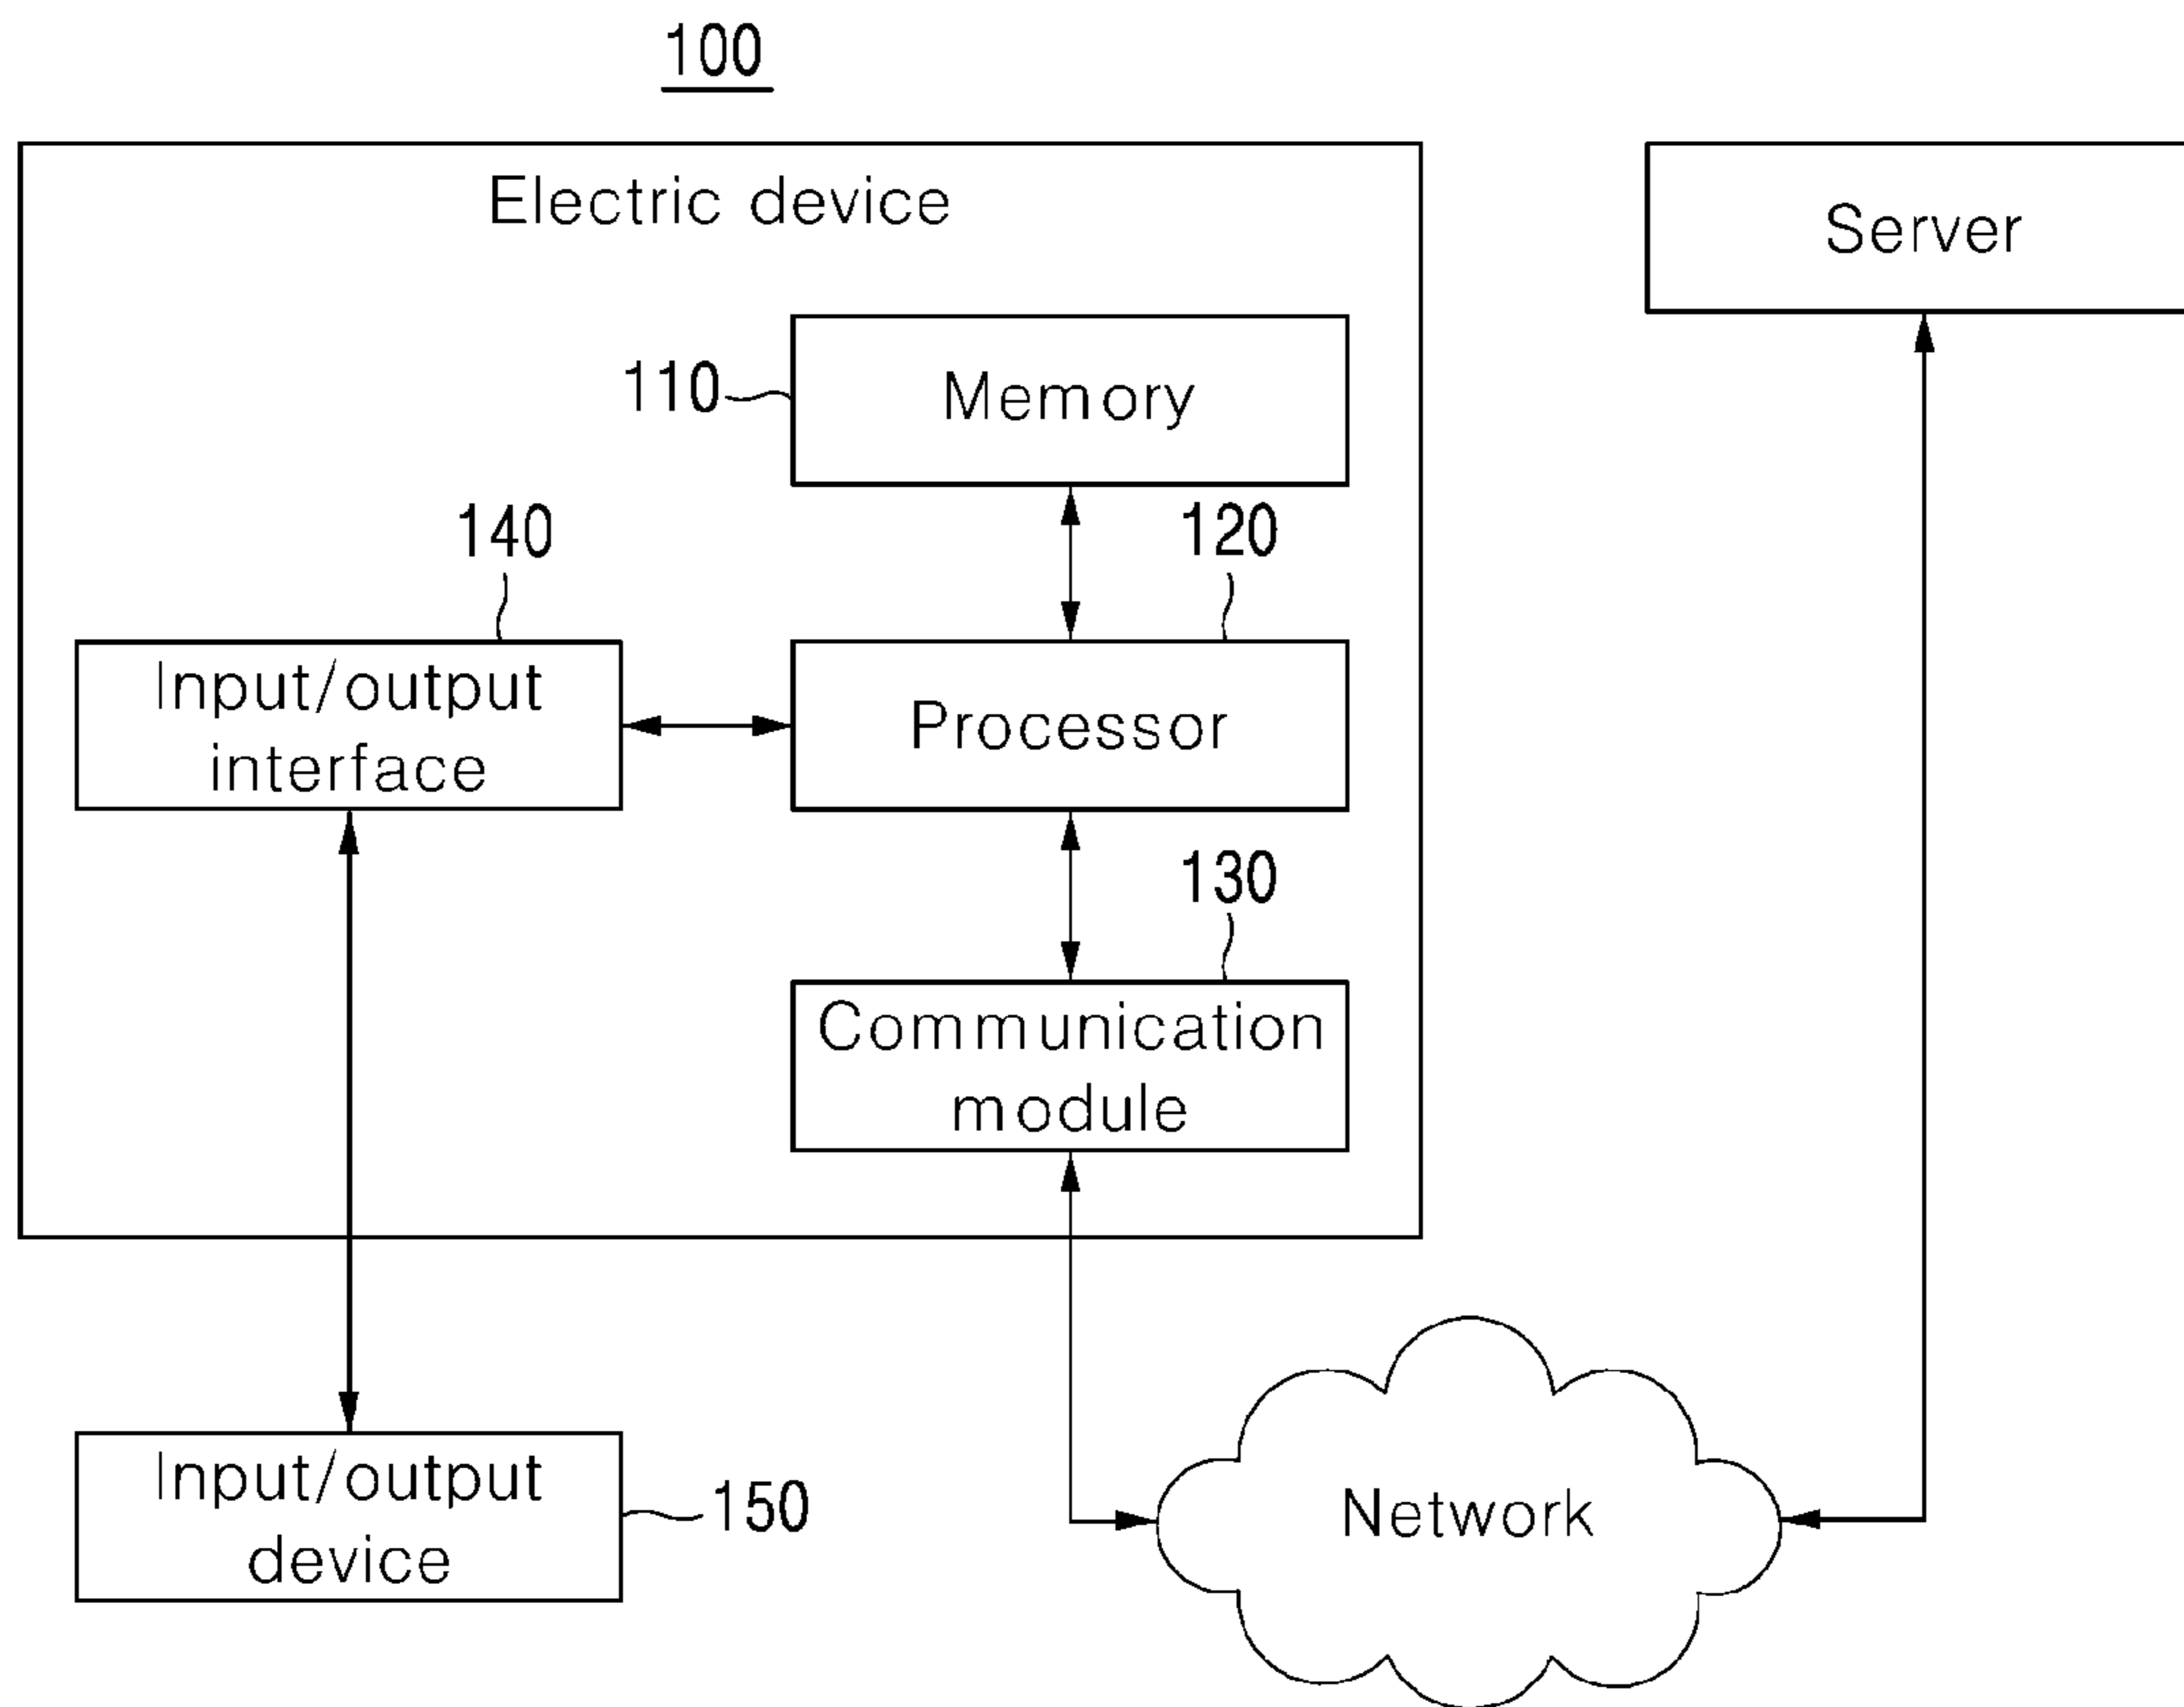 100
Electric device
Server
110
Memory
140
120
Input/output
interface
Processor
130
Communication
module
Input/output
device
150
Network